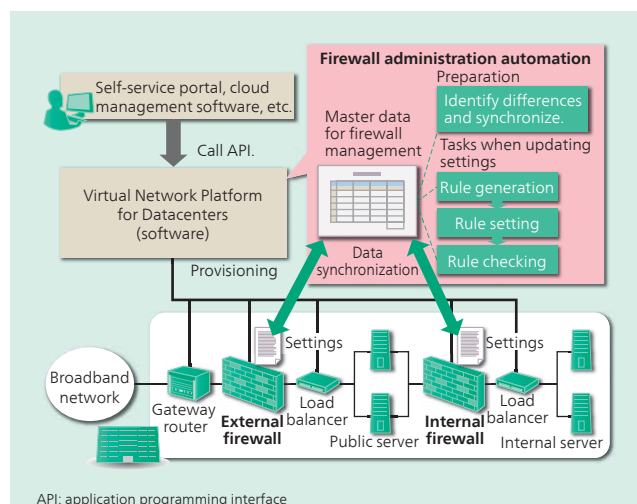 Firewall administration automation
Preparation
Identify differences
and synchronize.
Self-service portal, cloud
management software, etc.
Master data
for firewall
management
Tasks when updating
settings
Call API.
Rule generation
Virtual Network Platform
for Datacenters
(software)
Rule setting
Rule checking
Data
synchronization
Provisioning
Settings
Settings
Broadband
network
Gateway
router
External
firewall
Load
balancer
Public server
Internal
firewall
Load
balancer
Internal server
API: application programming interface